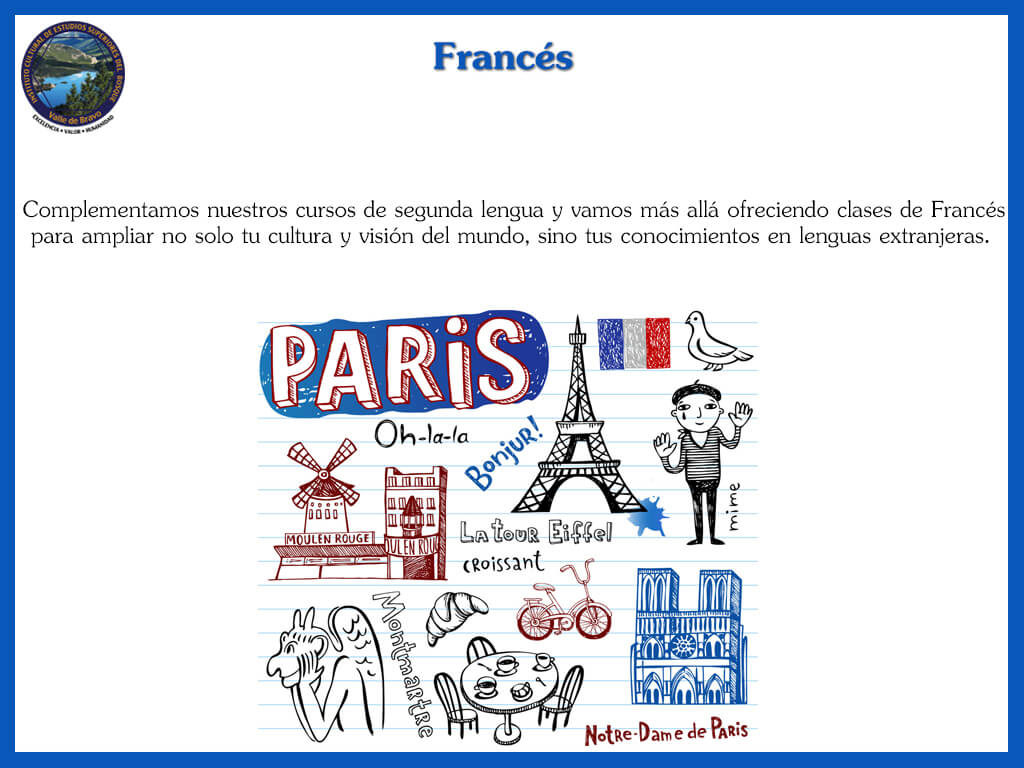 INSTITUTO CULTURAL DE ESTUDIOS SUPERIORES DEL BOSQUE
Valle de Bravo
EXCELENCIA • VALOR • HUMANIDAD
Francés
Complementamos nuestros cursos de segunda lengua y vamos más allá ofreciendo clases de Francés
para ampliar no solo tu cultura y visión del mundo, sino tus conocimientos en lenguas extranjeras.
PARiS
Oh-la-la
BonjuR!
mime
MOULEN ROUGE
OULEN ROU
LA touR Eiffel
cRoissant
Montmartre
NotRe-Dame de PARis